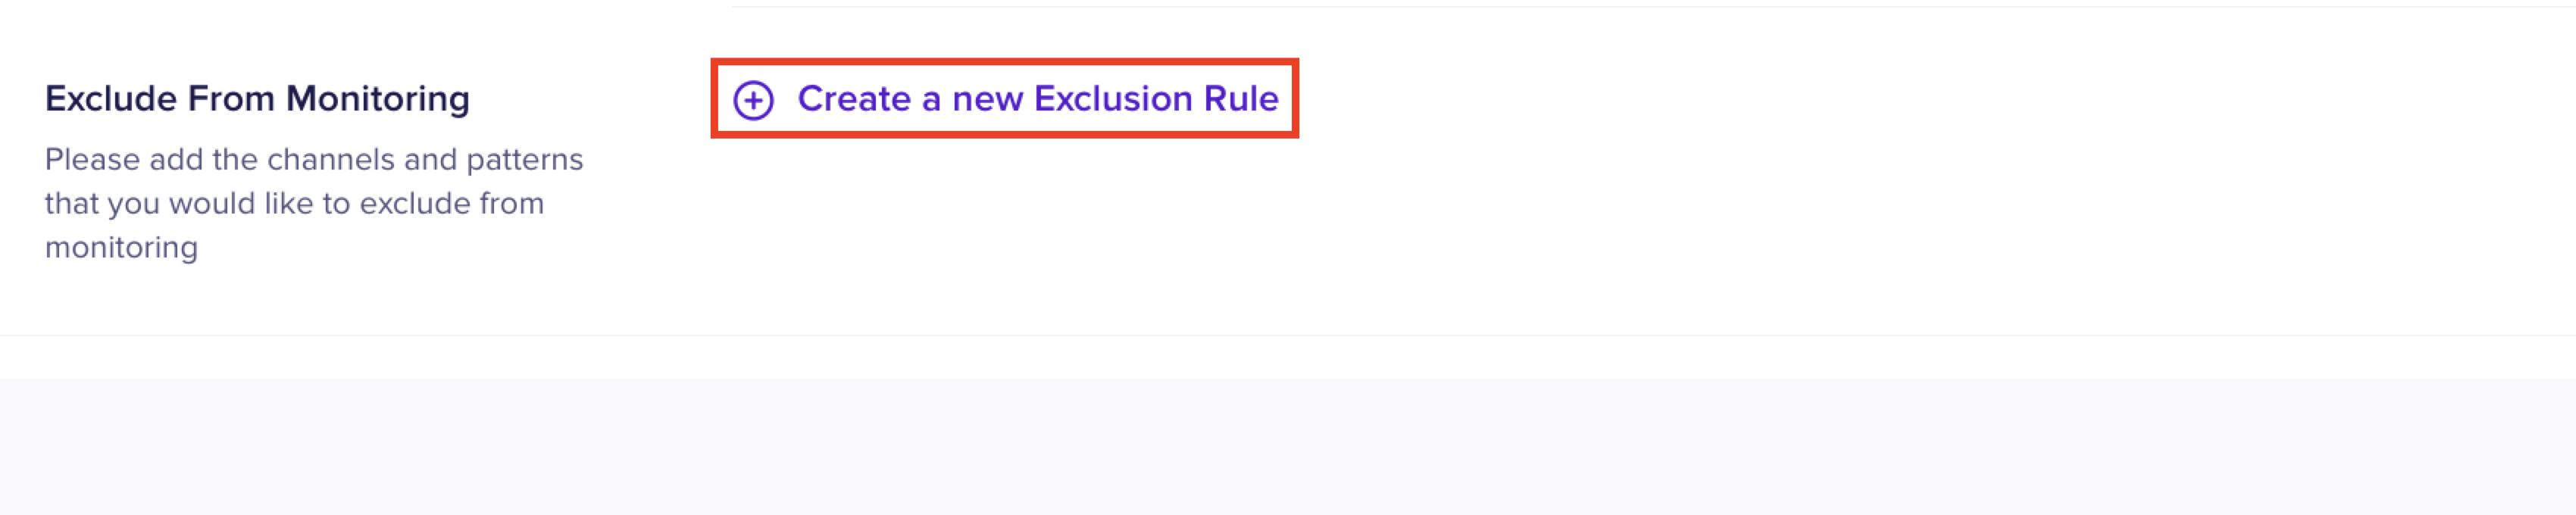 Exclude From Monitoring
Please add the channels and patterns
that you would like to exclude from
monitoring
Create a new Exclusion Rule